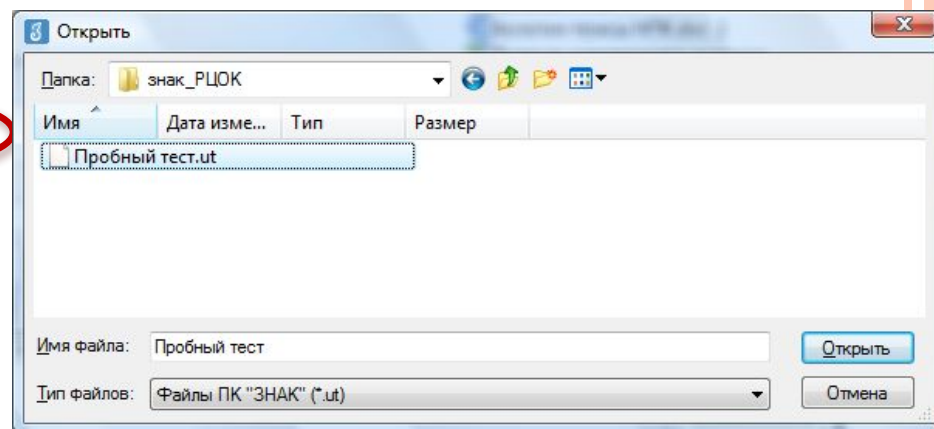 Открыть
Папка: знак_РЦОК
Имя Дата изме... Тип Размер
Пробный тест.ut
Имя файла: Пробный тест Открыть
Тип файлов: Файлы ПК "ЗНАК" (*.ut) Отмена